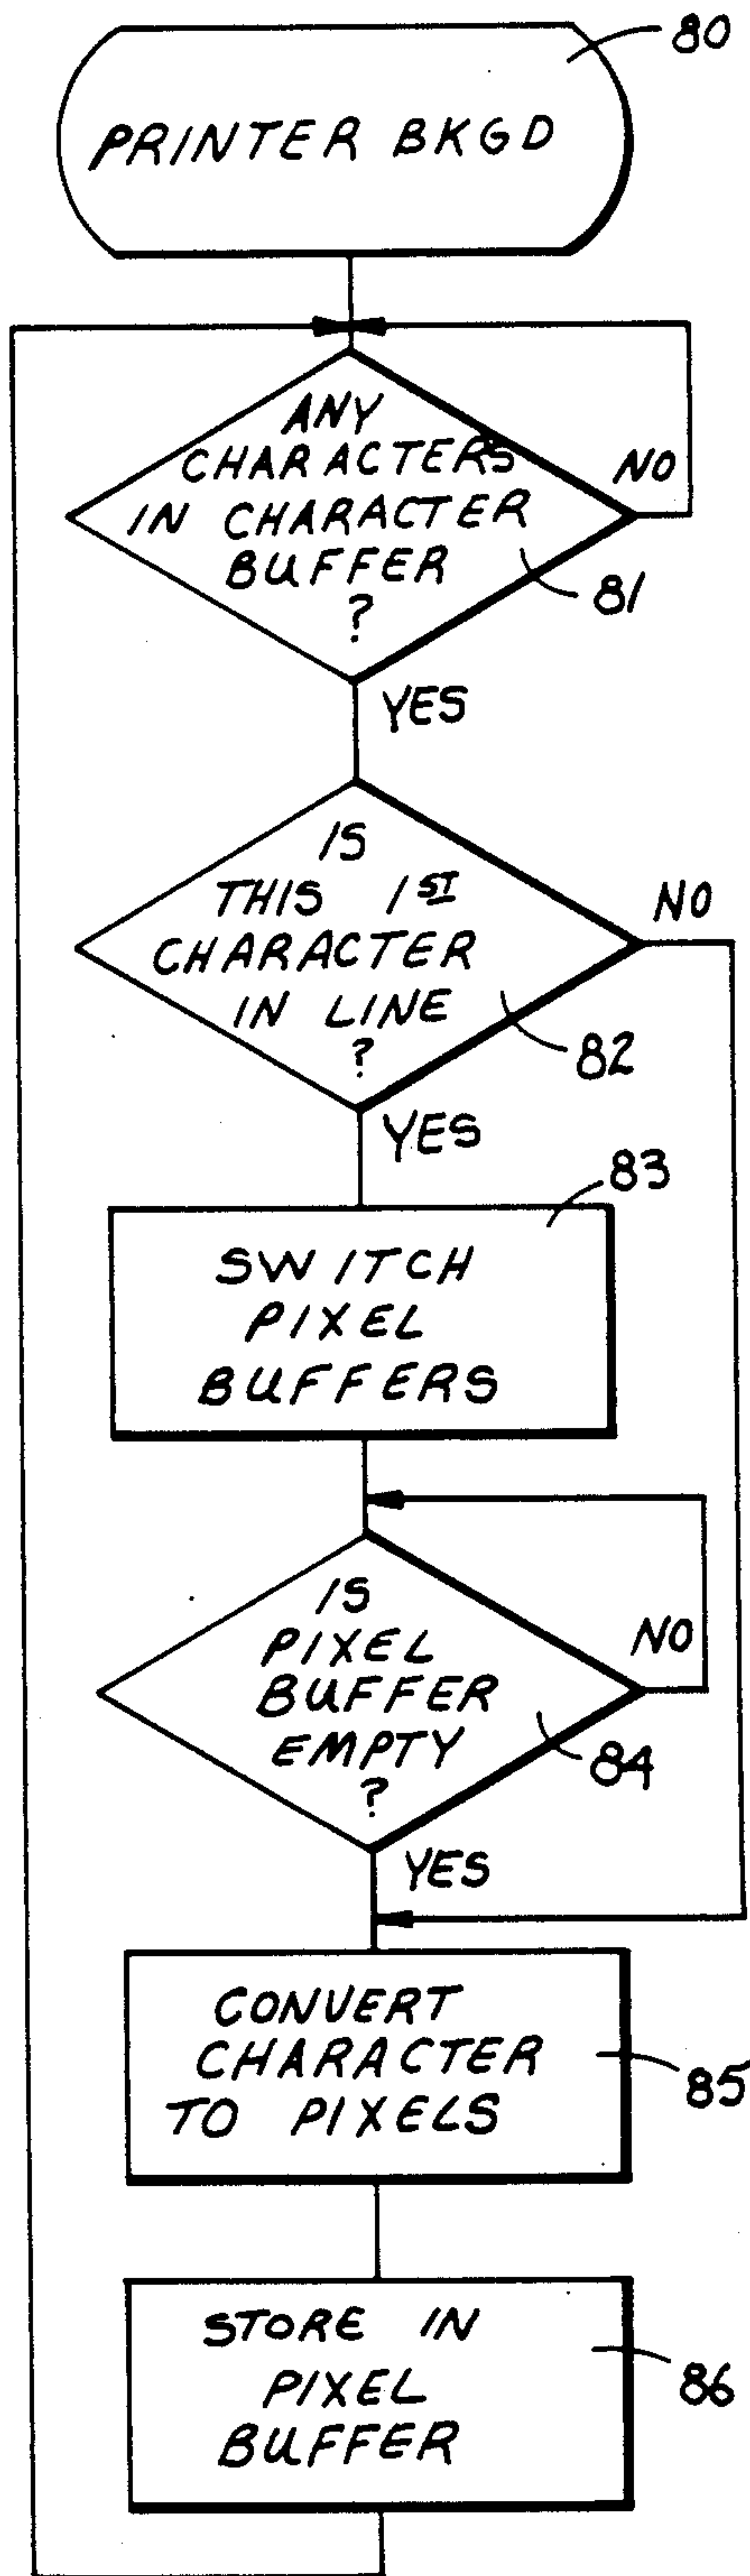 80
PRINTER BKGD
ANY
CHARACTERS
IN CHARACTER
BUFFER
?
NO
81
YES
IS
THIS 1ST
CHARACTER
IN LINE
?
NO
82
YES
83
SWITCH
PIXEL
BUFFERS
IS
PIXEL
BUFFER
EMPTY
?
NO
84
YES
CONVERT
CHARACTER
TO PIXELS
85
STORE IN
PIXEL
BUFFER
86